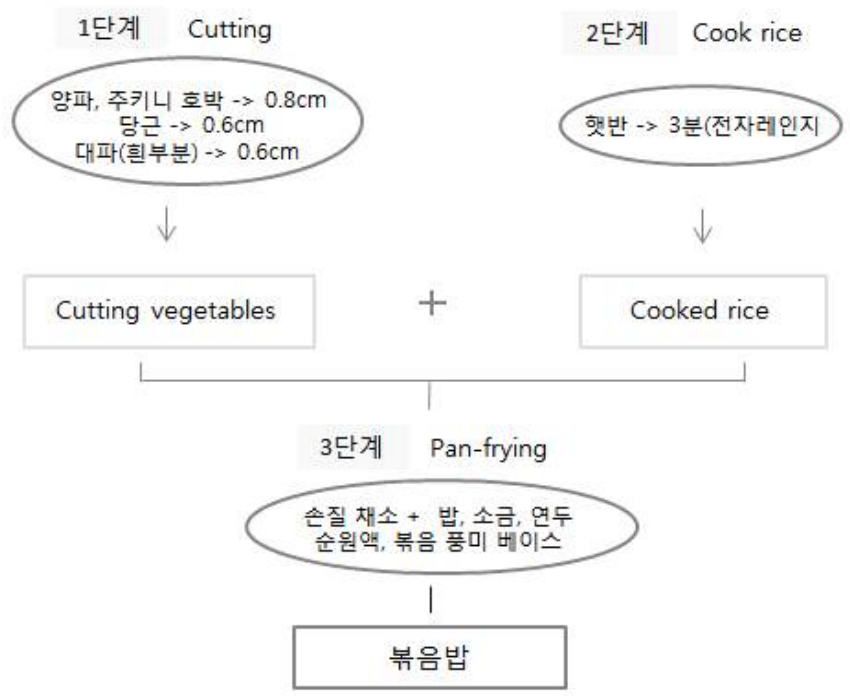 1단계 Cutting
2단계 Cook rice
양파, 주키니 호박 -> 0.8cm
당근 -> 0.6cm
대파(흰부분) -> 0.6cm
햇반 -> 3분(전자레인지
Cutting vegetables
+
Cooked rice
3단계 Pan-frying
손질 채소 + 밥, 소금, 연두
순원액, 볶음 풍미 베이스
볶음밥